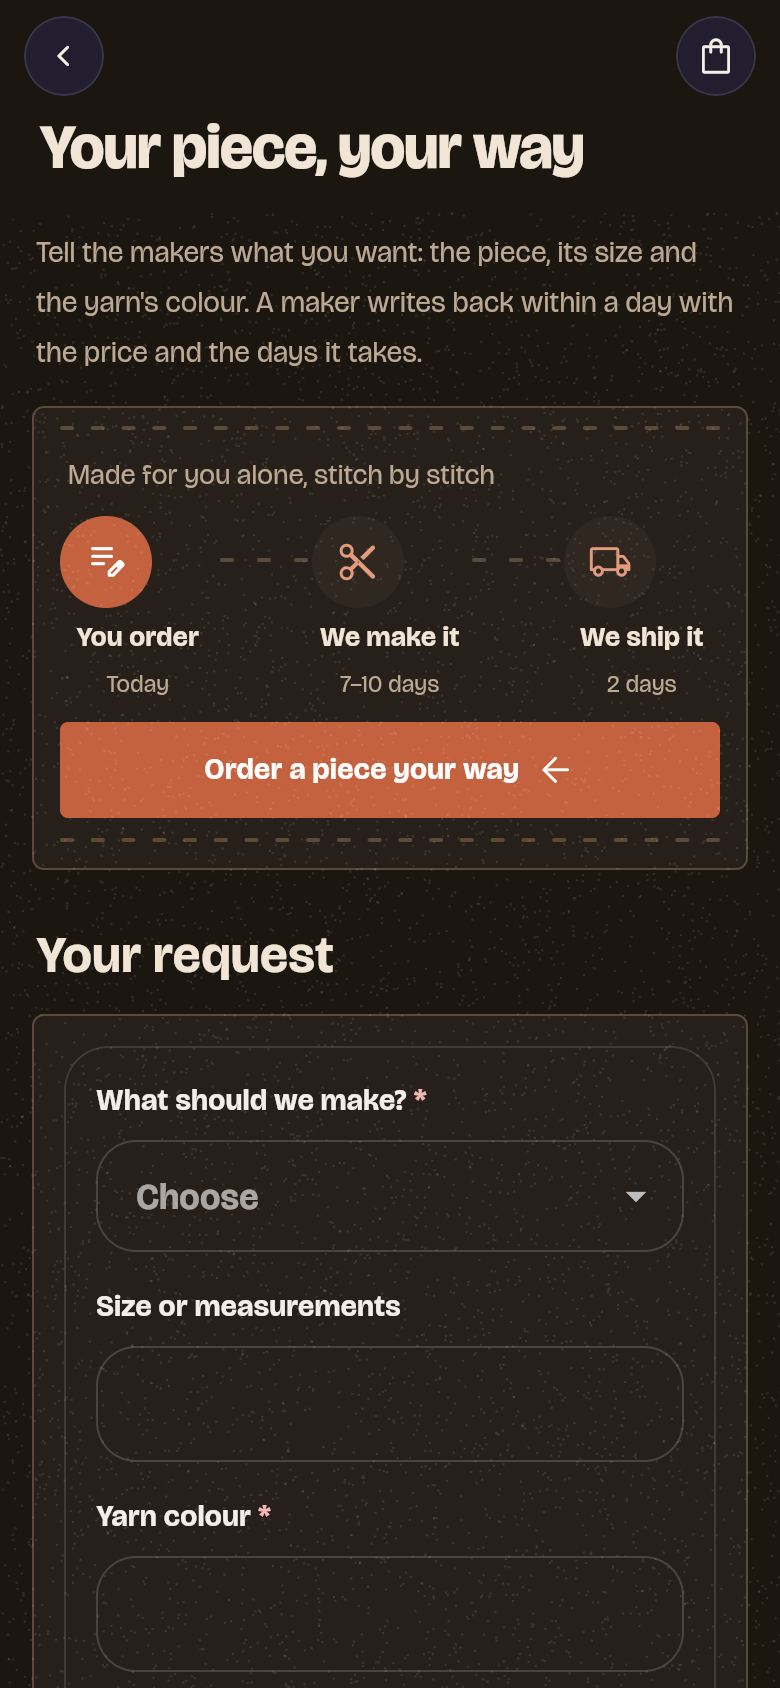 Your piece, your way
Tell the makers what you want: the piece, its size and
the yarn's colour. A maker writes back within a day with
the price and the days it takes.
Made for you alone, stitch by stitch
You order
We make it
We ship it
Today
7–10 days
2 days
Order a piece your way
Your request
What should we make? *
Choose
Size or measurements
Yarn colour *